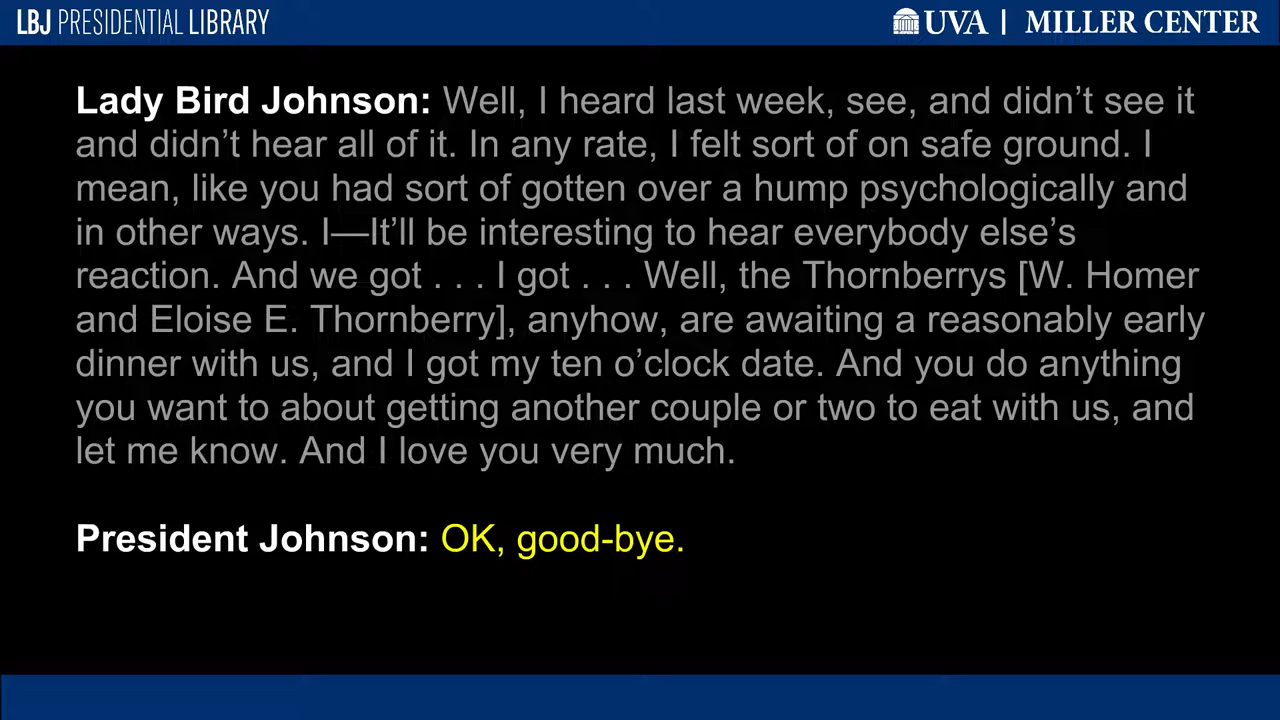 LBJ PRESIDENTIAL LIBRARY
UVA | MILLER CENTER
Lady Bird Johnson: Well, I heard last week, see, and didn’t see it
and didn’t hear all of it. In any rate, I felt sort of on safe ground. I
mean, like you had sort of gotten over a hump psychologically and
in other ways. I—It’ll be interesting to hear everybody else’s
reaction. And we got . . . I got . . . Well, the Thornberrys [W. Homer
and Eloise E. Thornberry], anyhow, are awaiting a reasonably early
dinner with us, and I got my ten o’clock date. And you do anything
you want to about getting another couple or two to eat with us, and
let me know. And I love you very much.
President Johnson: OK, good-bye.